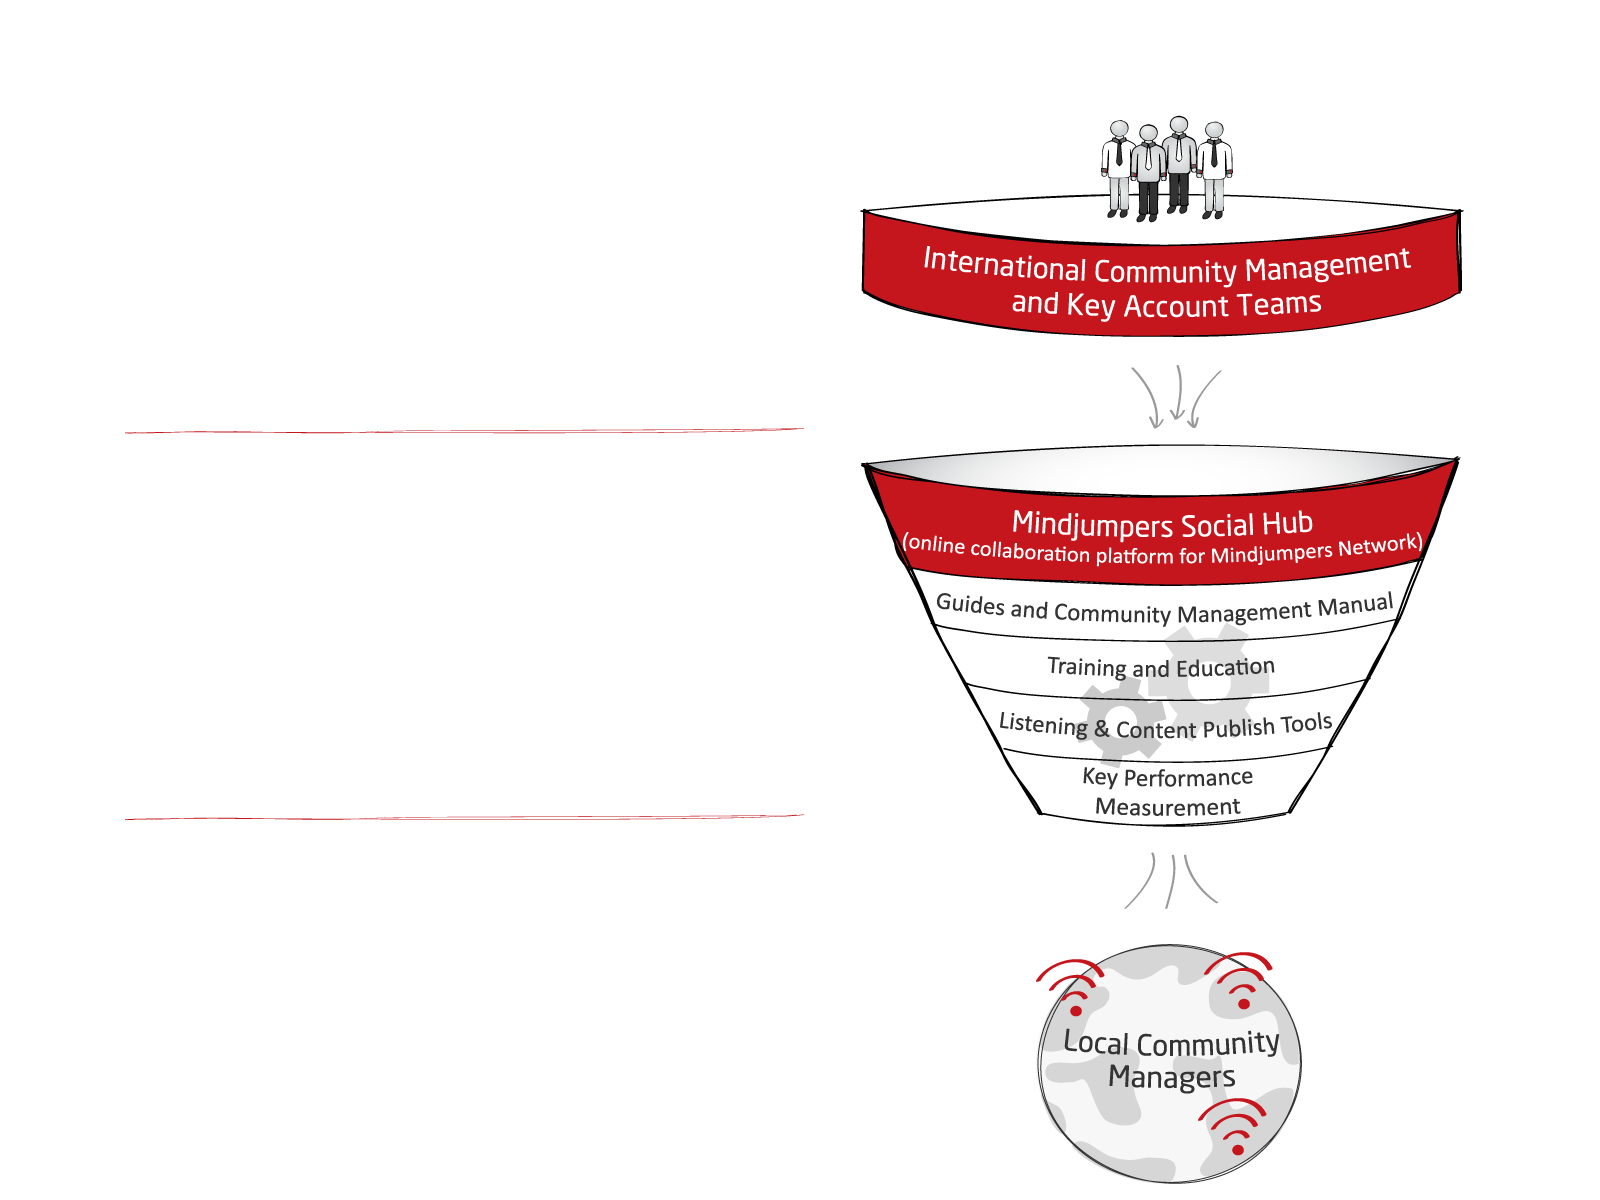 International Community Management
and Key Account Teams
Mindjumpers Social Hub
(online collaboration platform for Mindjumpers Network)
Guides and Community Management Manual
Training and Education
Listening & Content Publish Tools
Key Performance
Measurement
Local Community
Managers